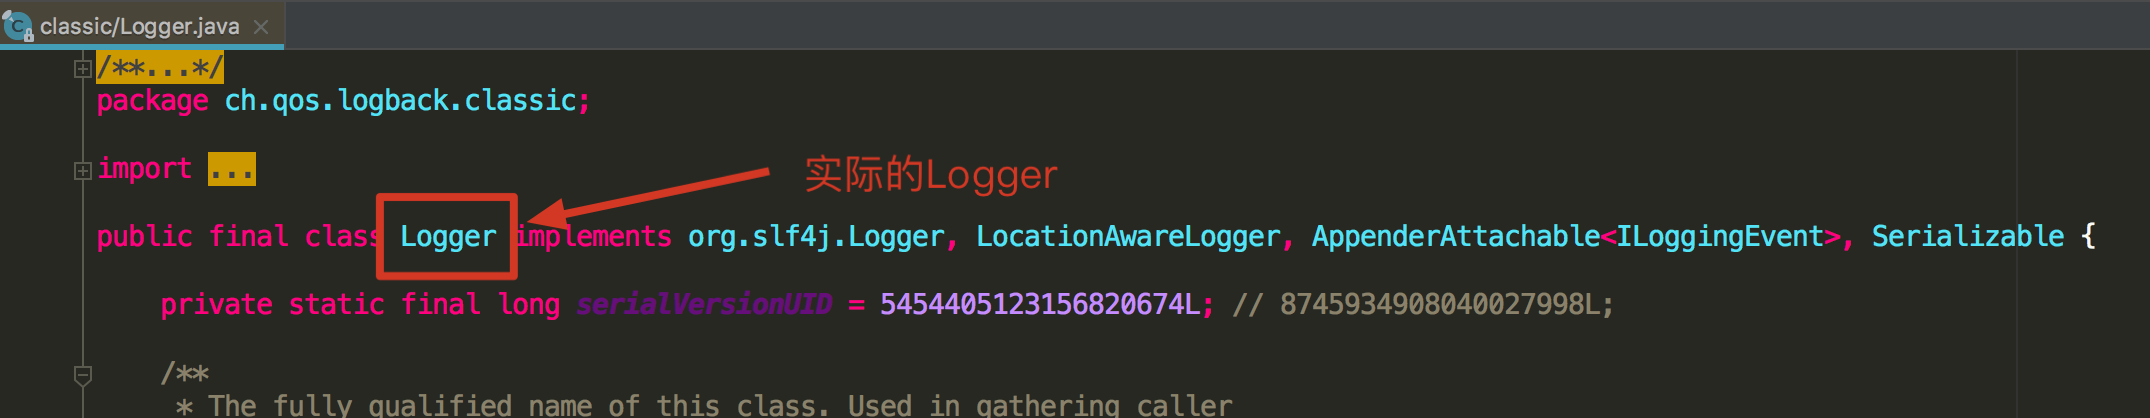 classic/Logger.java
/**...*/
package ch.qos.logback.classic;
import ...
实际的Logger
public final class Logger implements org.slf4j.Logger, LocationAwareLogger, AppenderAttachable<ILoggingEvent>, Serializable {
private static final long serialVersionUID = 5454405123156820674L; // 8745934908040027998L;
/**
* The fully qualified name of this class. Used in gathering caller